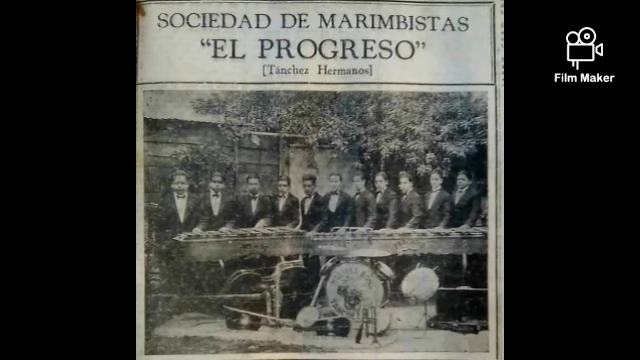 SOCIEDAD DE MARIMBISTAS
“EL PROGRESO”
[Tánchez Hermanos]
Film Maker